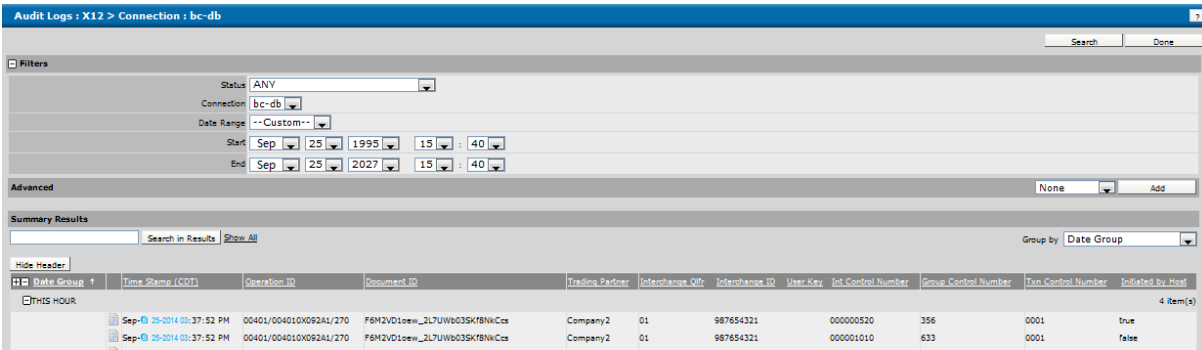 Audit Logs : X12 > Connection : bc-db ?
Search Done
Filters
Status ANY
Connection bc-db
Date Range --Custom--
Start Sep 25 1995 15 : 40
End Sep 25 2027 15 : 40
Advanced None Add
Summary Results
Search in Results Show All Group by Date Group
Hide Header
Date Group ↑ Time Stamp (CDT) Operation ID Document ID Trading Partner Interchange Qlfr Interchange ID User Key Int Control Number Group Control Number Txn Control Number Initiated by Host
THIS HOUR 4 item(s)
Sep- 25-2014 03:37:52 PM 00401/004010X092A1/270 F6M2VD1oew_2L7UWb03SKf8NkCcs Company2 01 987654321 000000520 356 0001 true
Sep- 25-2014 03:37:52 PM 00401/004010X092A1/270 F6M2VD1oew_2L7UWb03SKf8NkCcs Company2 01 987654321 000001010 633 0001 false